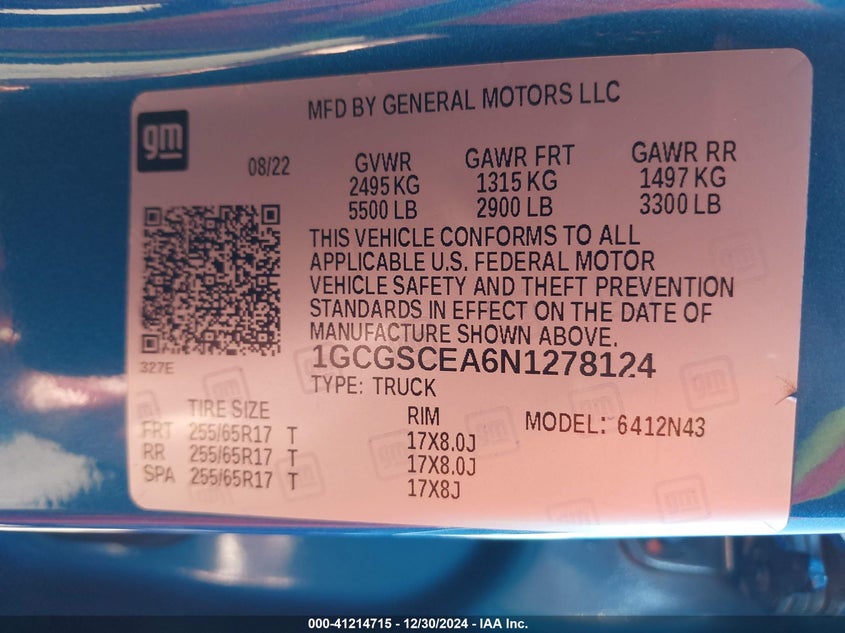 MFD BY GENERAL MOTORS LLC
gm
08/22 GVWR GAWR FRT GAWR RR
2495 KG 1315 KG 1497 KG
5500 LB 2900 LB 3300 LB
THIS VEHICLE CONFORMS TO ALL
APPLICABLE U.S. FEDERAL MOTOR
VEHICLE SAFETY AND THEFT PREVENTION
STANDARDS IN EFFECT ON THE DATE OF
MANUFACTURE SHOWN ABOVE.
327E
1GCGSCEA6N1278124
TYPE: TRUCK
TIRE SIZE RIM MODEL: 6412N43
FRT 255/65R17 T 17X8.0J
RR 255/65R17 T 17X8.0J
SPA 255/65R17 T 17X8J
000-41214715 - 12/30/2024 - IAA Inc.